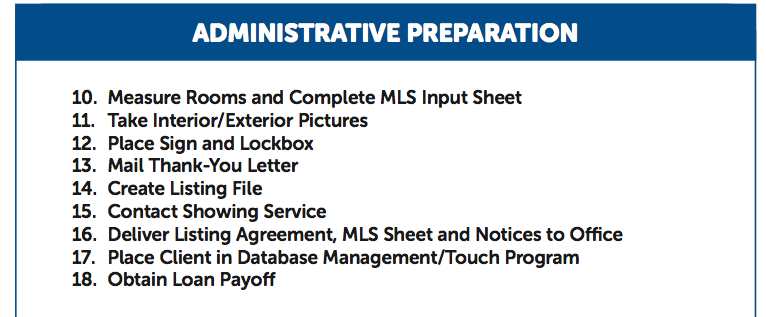 ADMINISTRATIVE PREPARATION
10. Measure Rooms and Complete MLS Input Sheet
11. Take Interior/Exterior Pictures
12. Place Sign and Lockbox
13. Mail Thank-You Letter
14. Create Listing File
15. Contact Showing Service
16. Deliver Listing Agreement, MLS Sheet and Notices to Office
17. Place Client in Database Management/Touch Program
18. Obtain Loan Payoff